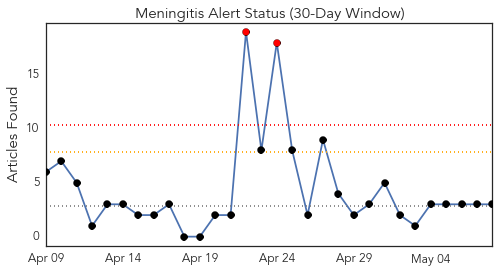 Meningitis Alert Status (30-Day Window)
Articles Found
15
10
5
0
Apr 09 Apr 14 Apr 19 Apr 24 Apr 29 May 04